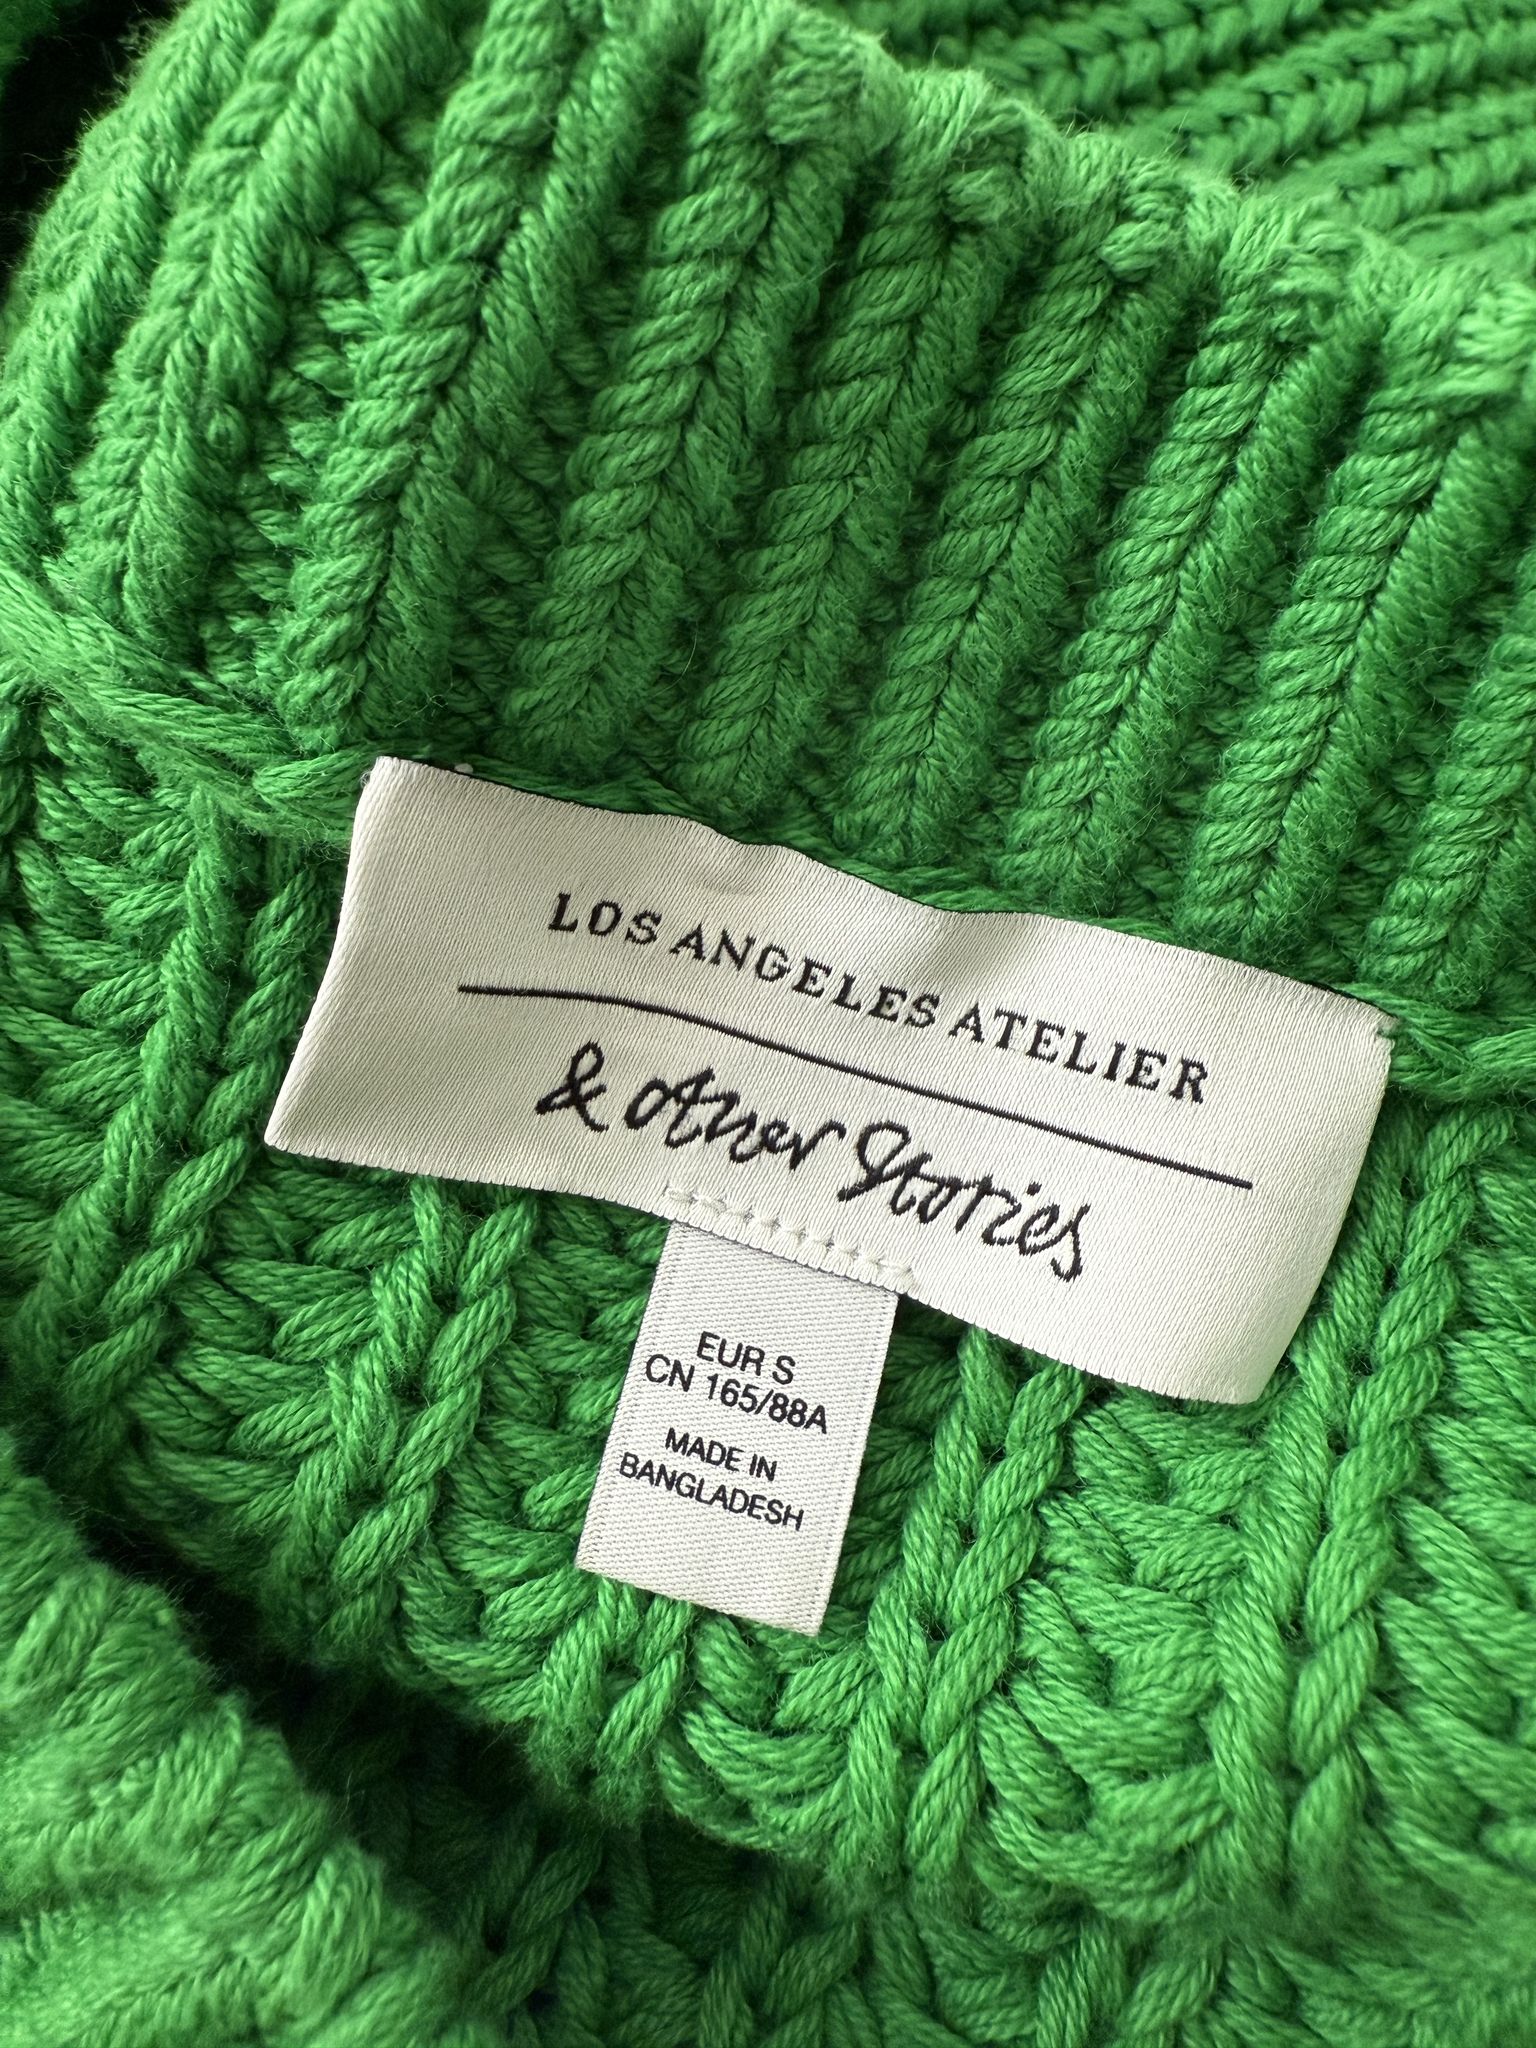 LOS ANGELES ATELIER
& Other Stories
EUR S
CN 165/88A
MADE IN
BANGLADESH